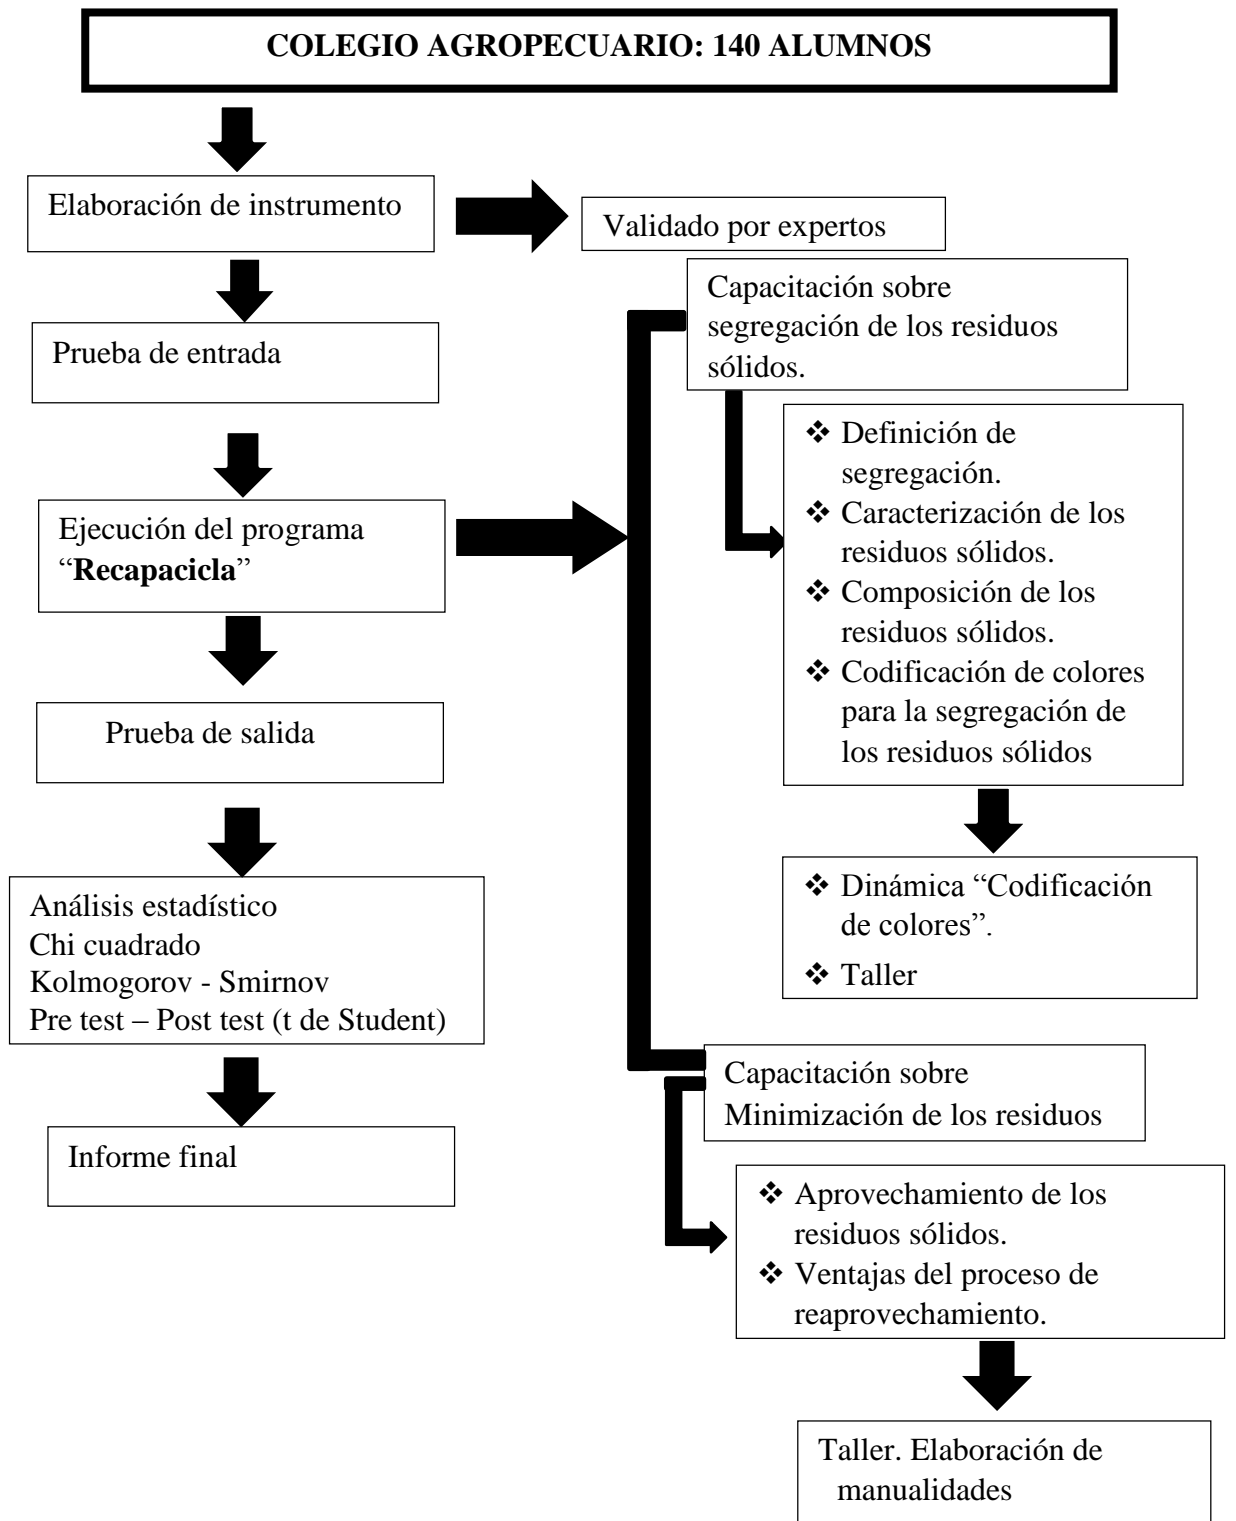 COLEGIO AGROPECUARIO: 140 ALUMNOS
Elaboración de instrumento
Validado por expertos
Prueba de entrada
Ejecución del programa
“Recapacicla”
Prueba de salida
Análisis estadístico
Chi cuadrado
Kolmogorov - Smirnov
Pre test – Post test (t de Student)
Informe final
Capacitación sobre
segregación de los residuos
sólidos.
❖ Definición de
segregación.
❖ Caracterización de los
residuos sólidos.
❖ Composición de los
residuos sólidos.
❖ Codificación de colores
para la segregación de
los residuos sólidos
❖ Dinámica “Codificación
de colores”.
❖ Taller
Capacitación sobre
Minimización de los residuos
❖ Aprovechamiento de los
residuos sólidos.
❖ Ventajas del proceso de
reaprovechamiento.
Taller. Elaboración de
manualidades